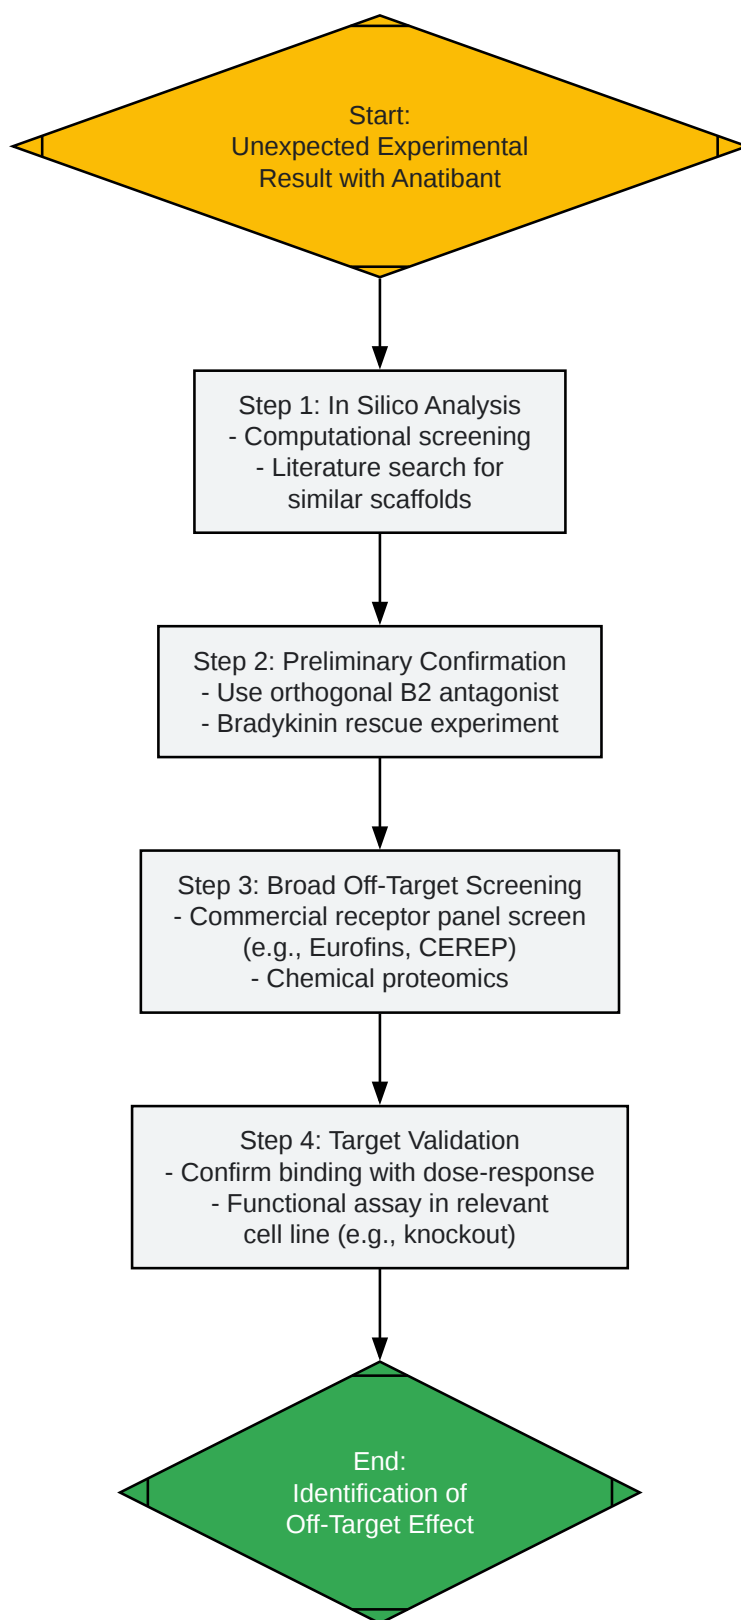 Start:
Unexpected Experimental
Result with Anatibant
Step 1: In Silico Analysis
- Computational screening
- Literature search for
similar scaffolds
Step 2: Preliminary Confirmation
- Use orthogonal B2 antagonist
- Bradykinin rescue experiment
Step 3: Broad Off-Target Screening
- Commercial receptor panel screen
(e.g., Eurofins, CEREP)
- Chemical proteomics
Step 4: Target Validation
- Confirm binding with dose-response
- Functional assay in relevant
cell line (e.g., knockout)
End:
Identification of
Off-Target Effect